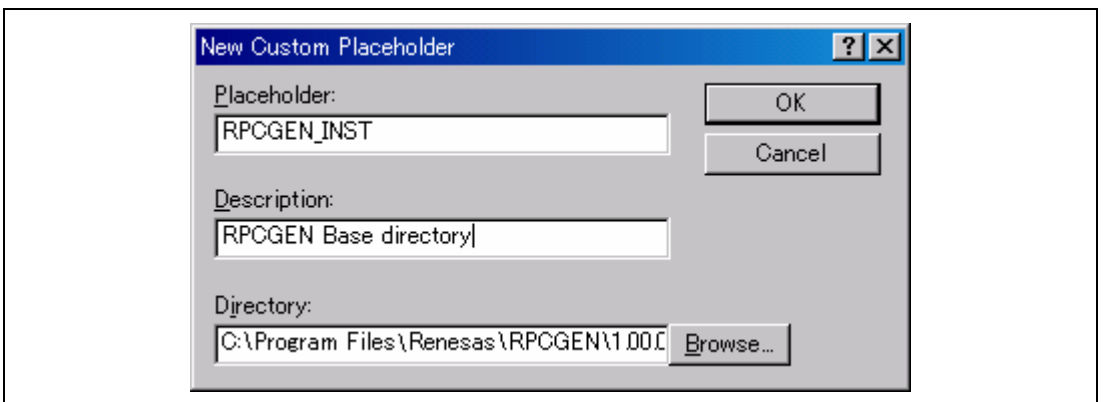 New Custom Placeholder
Placeholder:
OK
RPCGEN_INST
Cancel
Description:
RPCGEN Base directory
Directory:
C:\Program Files\Renesas\RPCGEN\1.00.0
Browse...